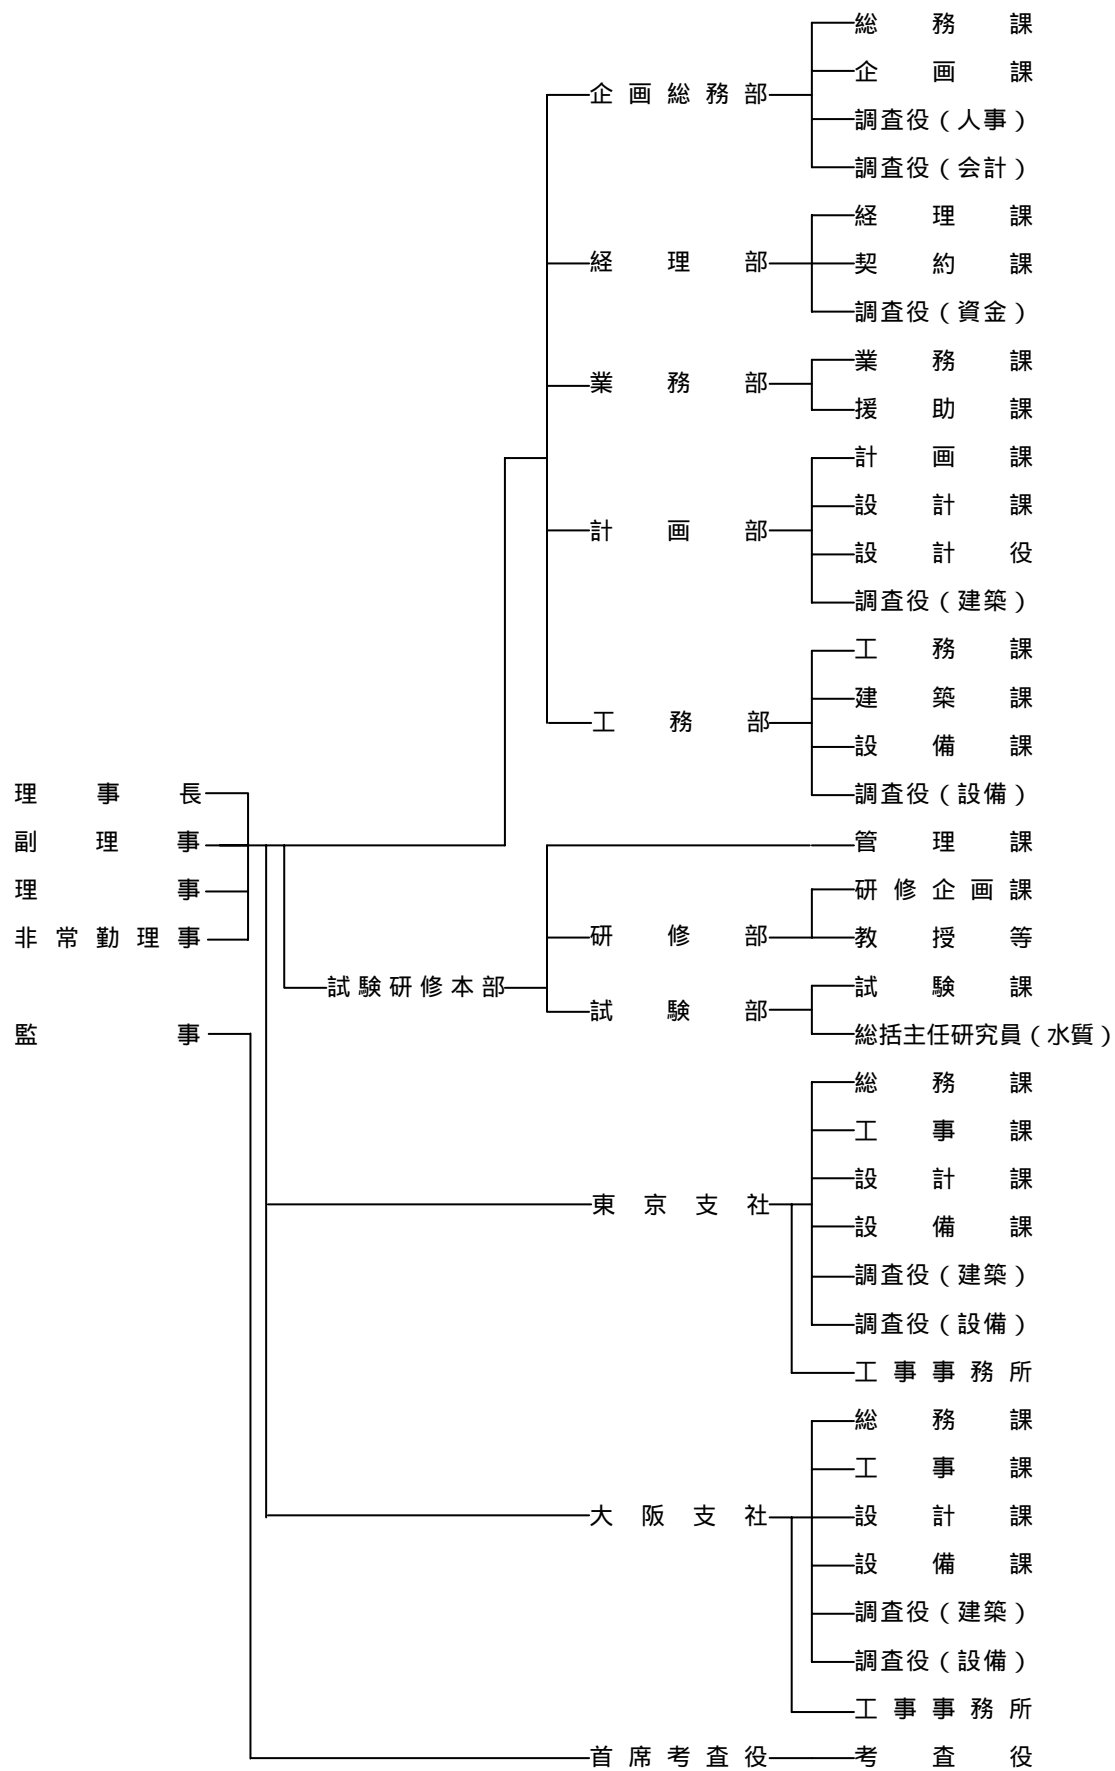 総務課
企画課
企画総務部
調査役（人事）
調査役（会計）
経理課
経理部
契約課
調査役（資金）
業務課
業務部
援助課
計画課
設計課
計画部
設計役
調査役（建築）
工務課
建築課
工務部
設備課
理事長
調査役（設備）
副理事
管理課
理事
研修企画課
非常勤理事
研修部
教授等
試験研修本部
試験課
試験部
監事
総括主任研究員（水質）
総務課
工事課
設計課
東京支社
設備課
調査役（建築）
調査役（設備）
工事事務所
総務課
工事課
大阪支社
設計課
設備課
調査役（建築）
調査役（設備）
工事事務所
首席考査役
考査役